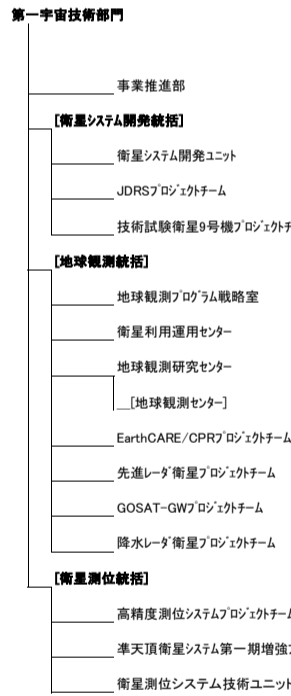 第一宇宙技術部門
事業推進部
[衛星システム開発統括]
衛星システム開発ユニット
JDRSプロジェクトチーム
技術試験衛星9号機プロジェクトチ
[地球観測統括]
地球観測プログラム戦略室
衛星利用運用センター
地球観測研究センター
__[地球観測センター]
EarthCARE/CPRプロジェクトチーム
先進レーダ衛星プロジェクトチーム
GOSAT-GWプロジェクトチーム
降水レーダ衛星プロジェクトチーム
[衛星測位統括]
高精度測位システムプロジェクトチーム
準天頂衛星システム第一期増強
衛星測位システム技術ユニット